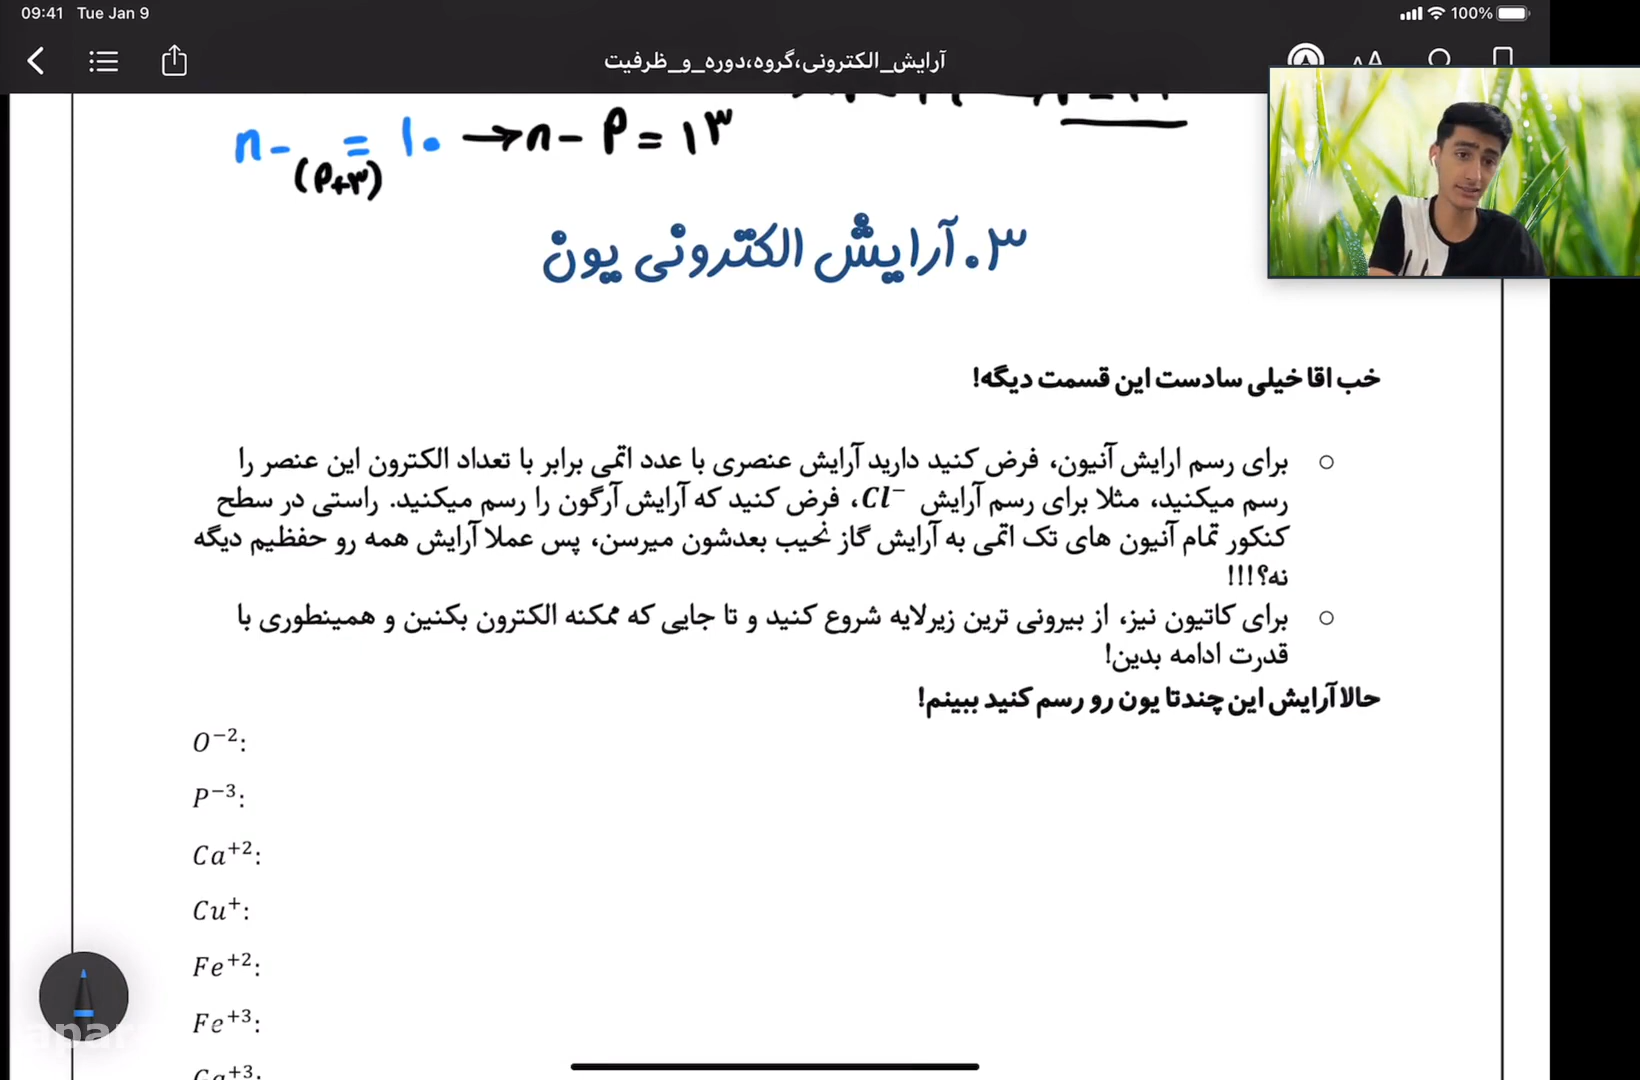 09:41 Tue Jan 9
100%
آرایش_الکترونی،گروه،دوره_و_ظرفیت
n - (P+۳) = ۱۰ → n - P = ۱۳
۳. آرایش الکترونی یون
خب اقا خیلی سادست این قسمت دیگه!
برای رسم ارایش آنیون، فرض کنید دارید آرایش عنصری با عدد اتمی برابر با تعداد الکترون این عنصر را
رسم میکنید، مثلا برای رسم آرایش Cl⁻، فرض کنید که آرایش آرگون را رسم میکنید. راستی در سطح
کنکور تمام آنیون های تک اتمی به آرایش گاز نحیب بعدشون میرسن، پس عملا آرایش همه رو حفظیم دیگه
نه؟!!!
برای کاتیون نیز، از بیرونی ترین زیرلایه شروع کنید و تا جایی که ممکنه الکترون بکنین و همینطوری با
قدرت ادامه بدین!
حالا آرایش این چندتا یون رو رسم کنید ببینم!
O⁻²:
P⁻³:
Ca⁺²:
Cu⁺:
Fe⁺²:
Fe⁺³: